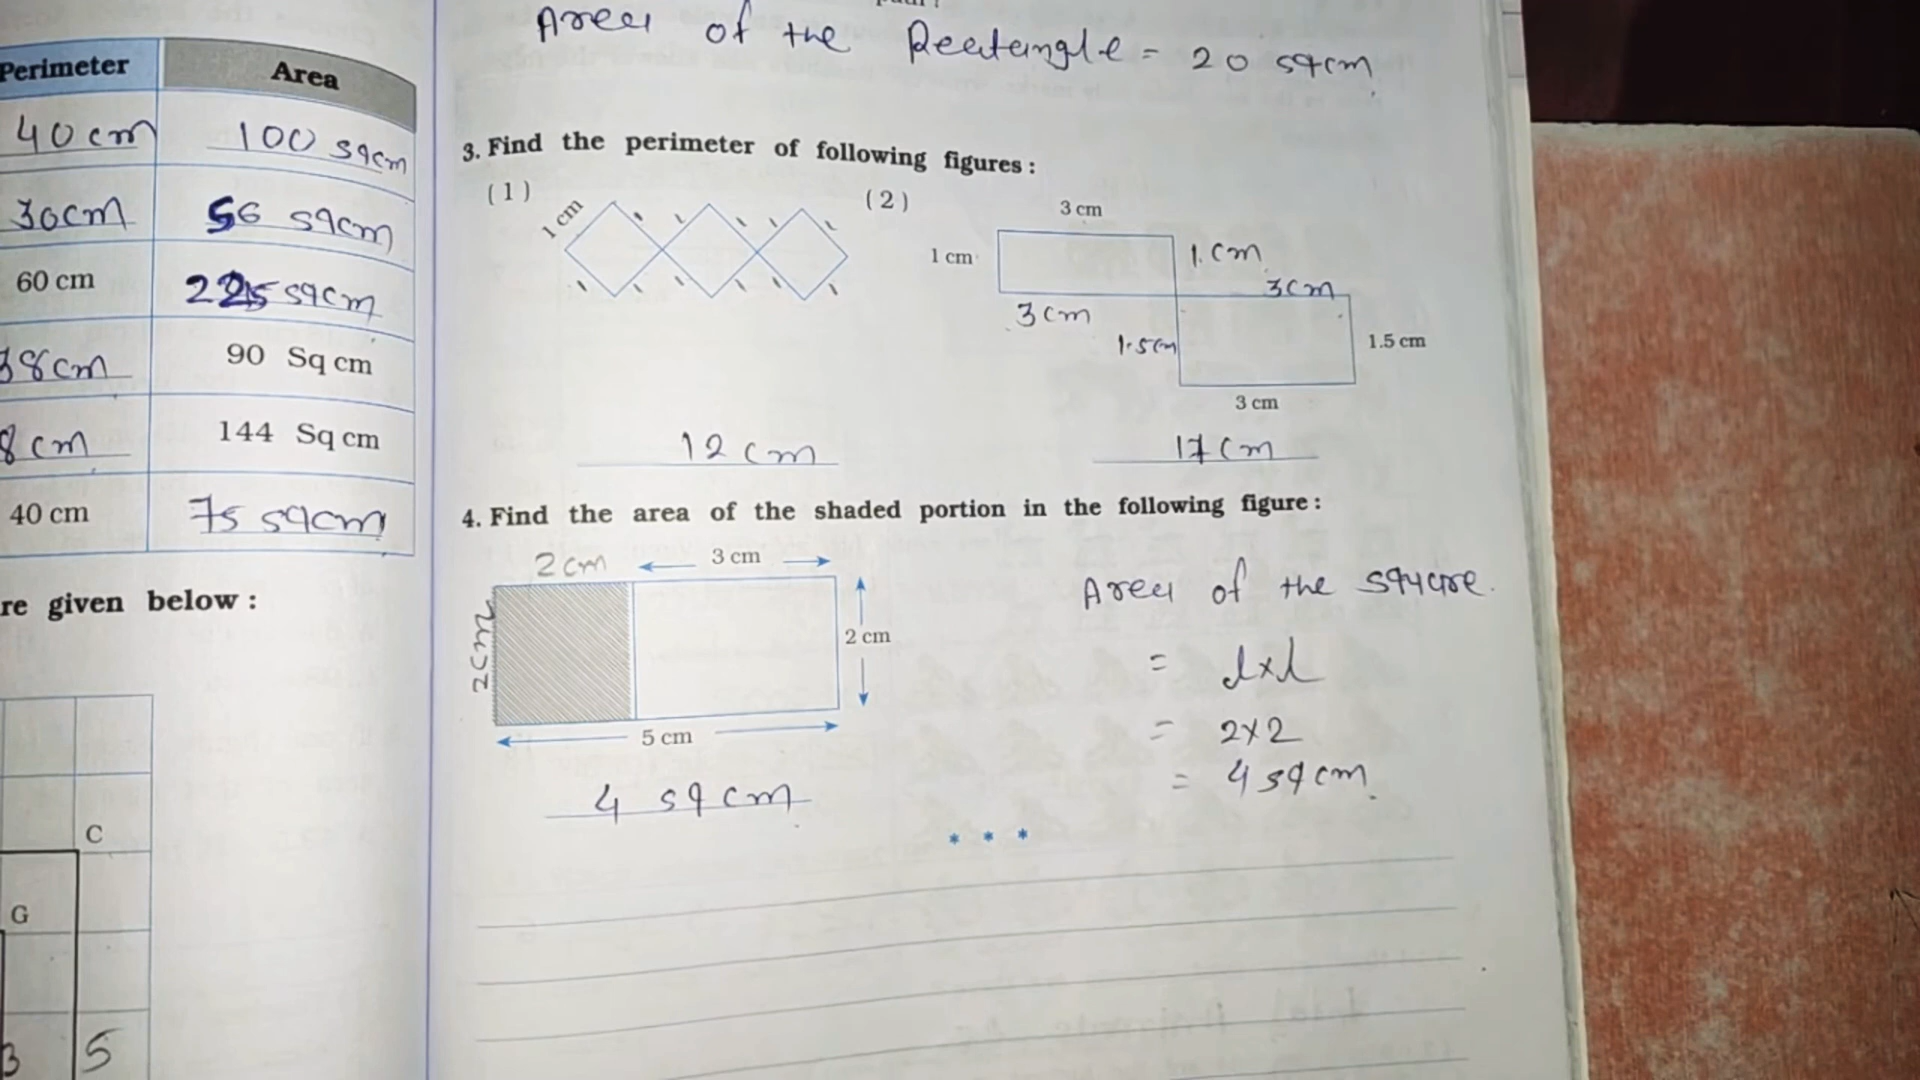 Perimeter Area
40 cm 100 sqcm
30cm 56 sqcm
60 cm 225 sqcm
38cm 90 Sq cm
8 cm 144 Sq cm
40 cm 75 sqcm
re given below :
C
G
3 5
Area of the Rectangle = 20 sqcm
3. Find the perimeter of following figures :
(1) 1 cm
12 cm
(2) 3 cm
1 cm 1 cm
3cm
3 cm
1.5cm 1.5 cm
3 cm
17 cm
4. Find the area of the shaded portion in the following figure :
2cm 3 cm
2cm 2 cm
5 cm
4 sqcm
Area of the square.
= l×l
= 2×2
= 4 sqcm.
* * *